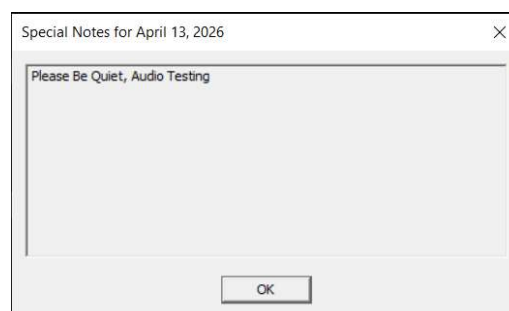 Special Notes for April 13, 2026
Please Be Quiet, Audio Testing
OK